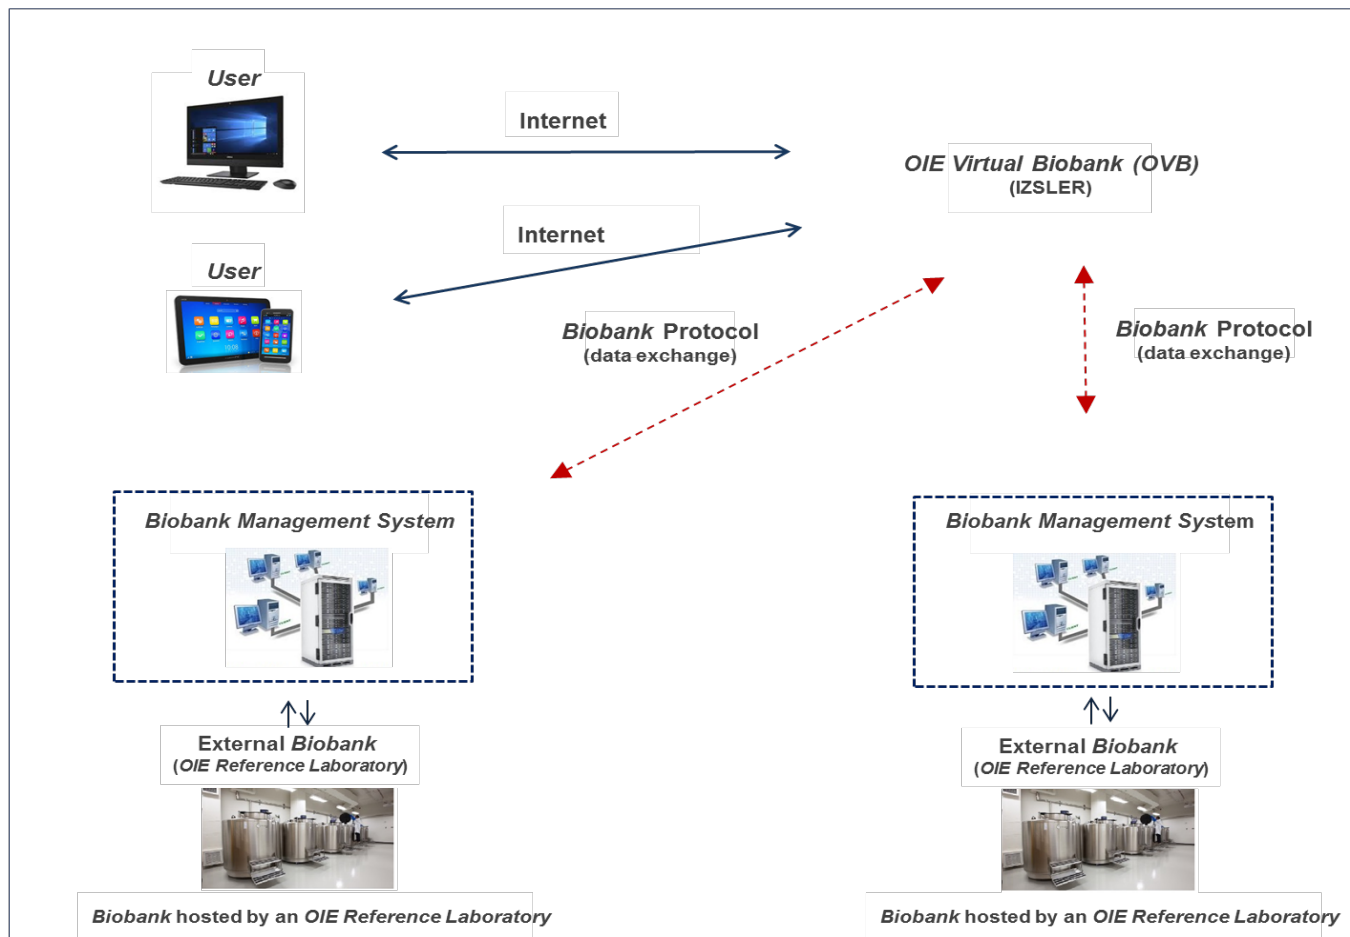 User
Internet
OIE Virtual Biobank (OVB)
(IZSLER)
User
Internet
Biobank Protocol
(data exchange)
Biobank Protocol
(data exchange)
Biobank Management System
Biobank Management System
External Biobank
(OIE Reference Laboratory)
External Biobank
(OIE Reference Laboratory)
Biobank hosted by an OIE Reference Laboratory
Biobank hosted by an OIE Reference Laboratory